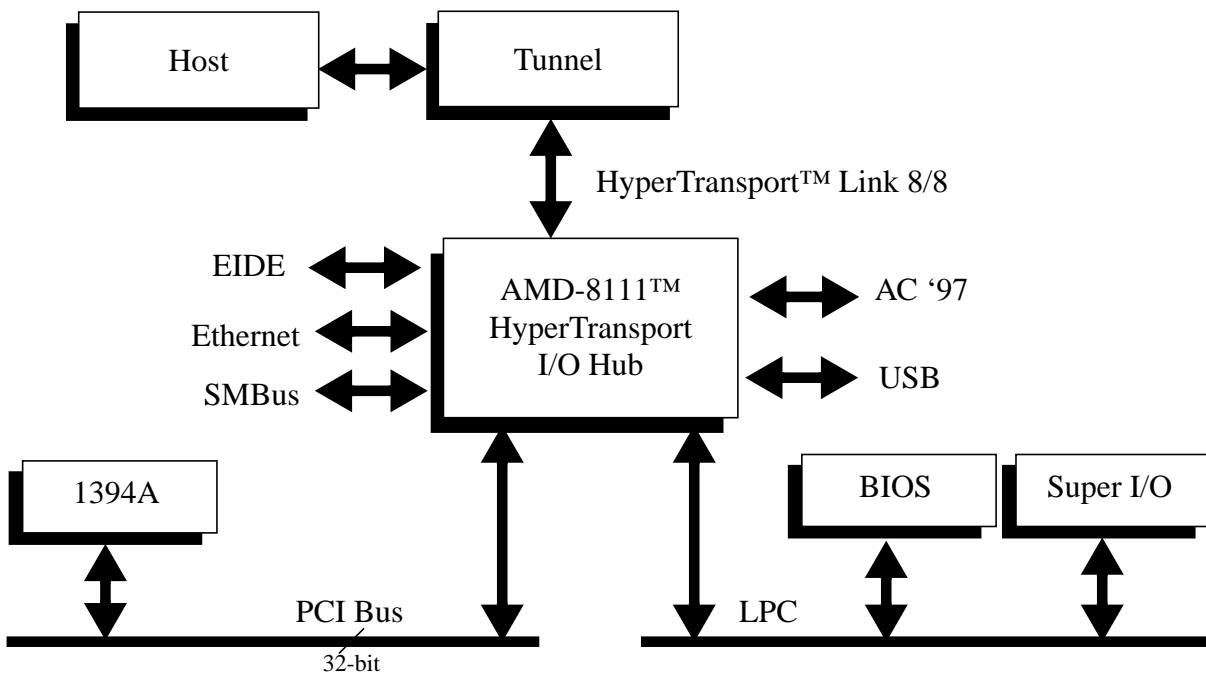 Host
Tunnel
HyperTransport™ Link 8/8
EIDE
Ethernet
SMBus
AMD-8111™
HyperTransport
I/O Hub
AC ‘97
USB
1394A
BIOS
Super I/O
PCI Bus
32-bit
LPC